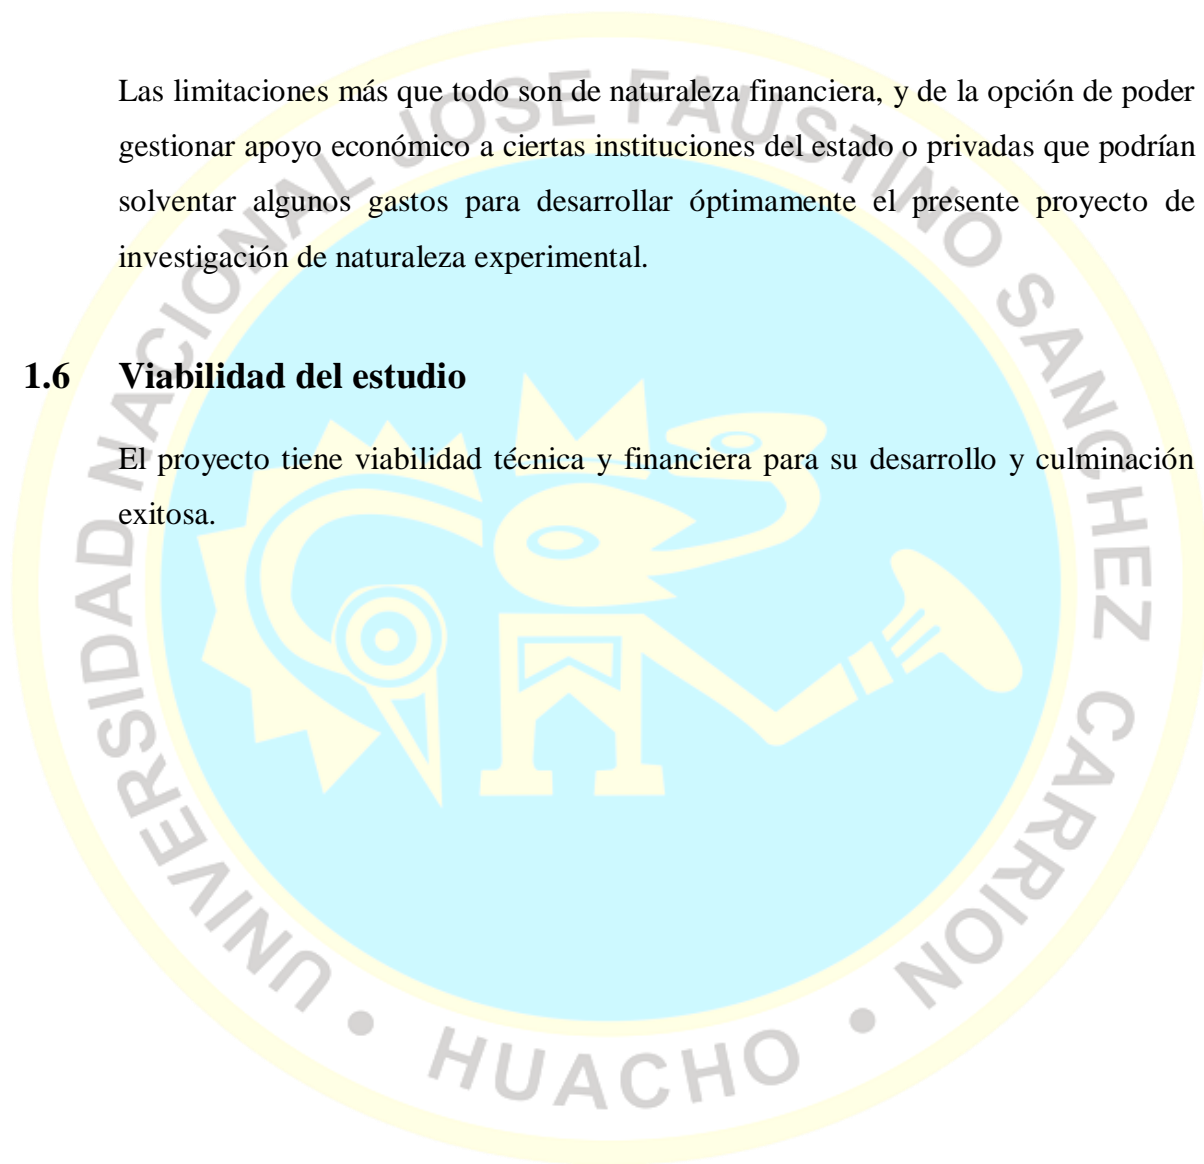 Las limitaciones más que todo son de naturaleza financiera, y de la opción de poder
gestionar apoyo económico a ciertas instituciones del estado o privadas que podrían
solventar algunos gastos para desarrollar óptimamente el presente proyecto de
investigación de naturaleza experimental.
1.6 Viabilidad del estudio
El proyecto tiene viabilidad técnica y financiera para su desarrollo y culminación
exitosa.
UNIVERSIDAD NACIONAL JOSE FAUSTINO SANCHEZ CARRION • HUACHO •